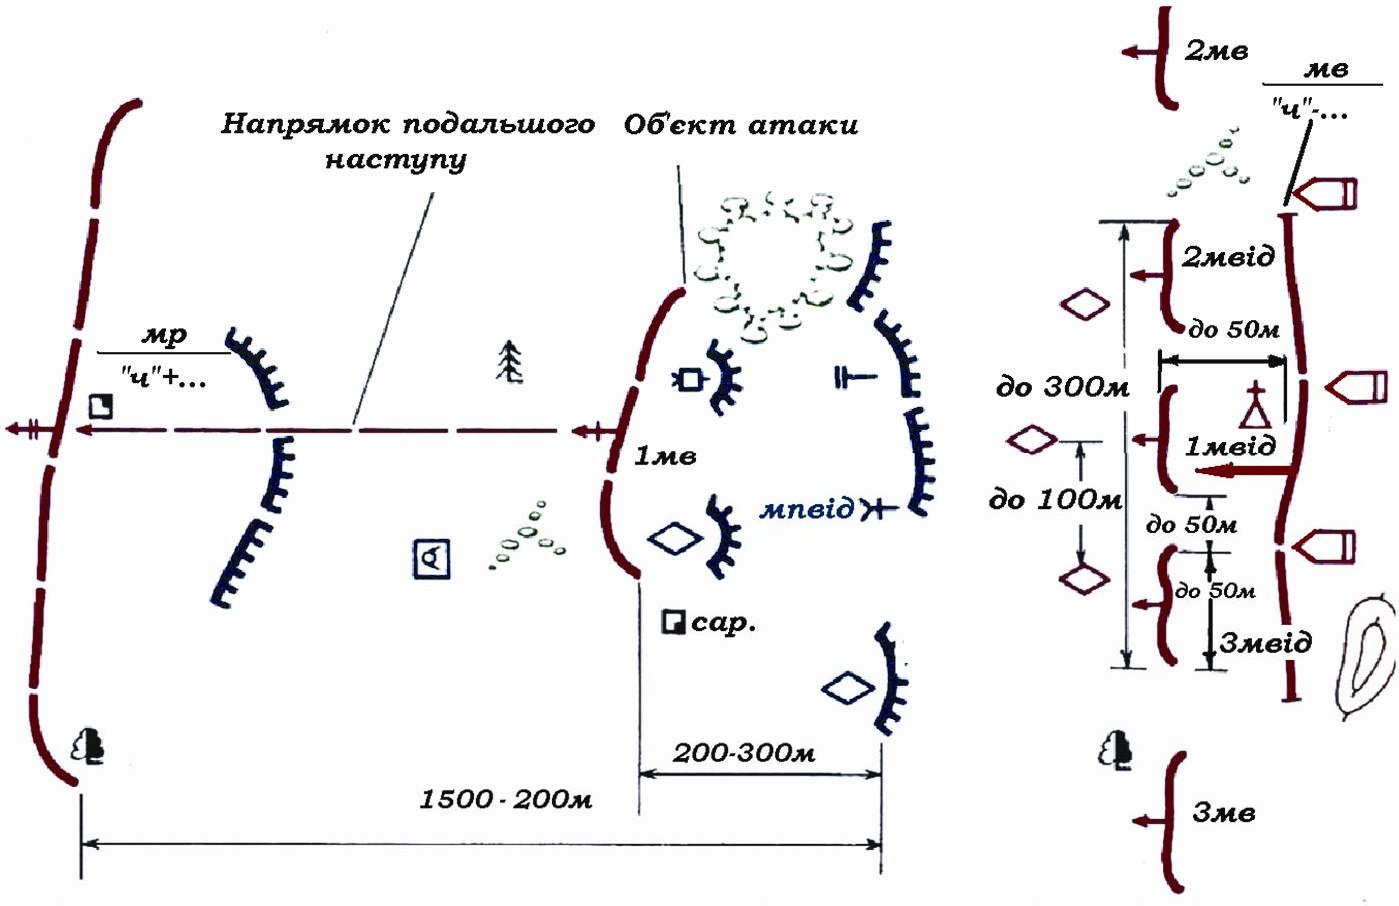 2мв
мв
"ч"-...
Напрямок подальшого
наступу
Об'єкт атаки
2мвід
до 50м
мр
"ч"+...
до 300м
1мв
1мвід
до 100м
мпвід
до 50м
до 50м
сар.
3мвід
200-300м
1500 - 200м
3мв